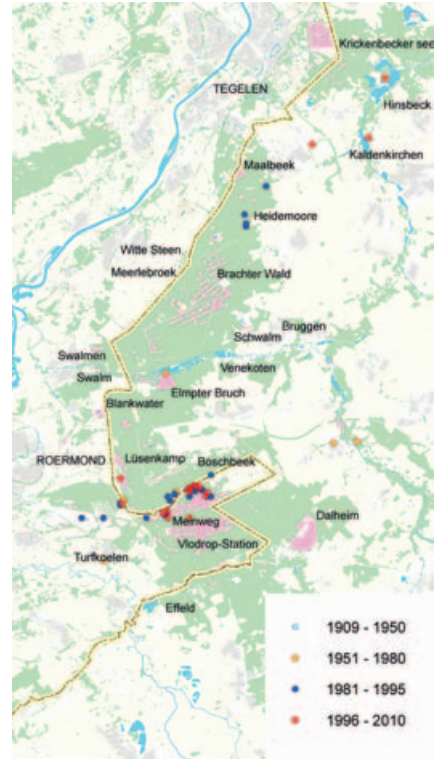 Krickenbecker see
TEGELEN
Hinsbeck
Kaldenkirchen
Maalbeek
Heidemoore
Witte Steen
Meerlebroek
Brachter Wald
Bruggen
Schwalm
Swalmen
Venekoten
Swalm
Elmpter Bruch
Blankwater
ROERMOND
Lüsenkamp
Boschbeek
Meinweg
Dalheim
Vlodrop-Station
Turfkoelen
Effeld
1909 - 1950
1951 - 1980
1981 - 1995
1996 - 2010